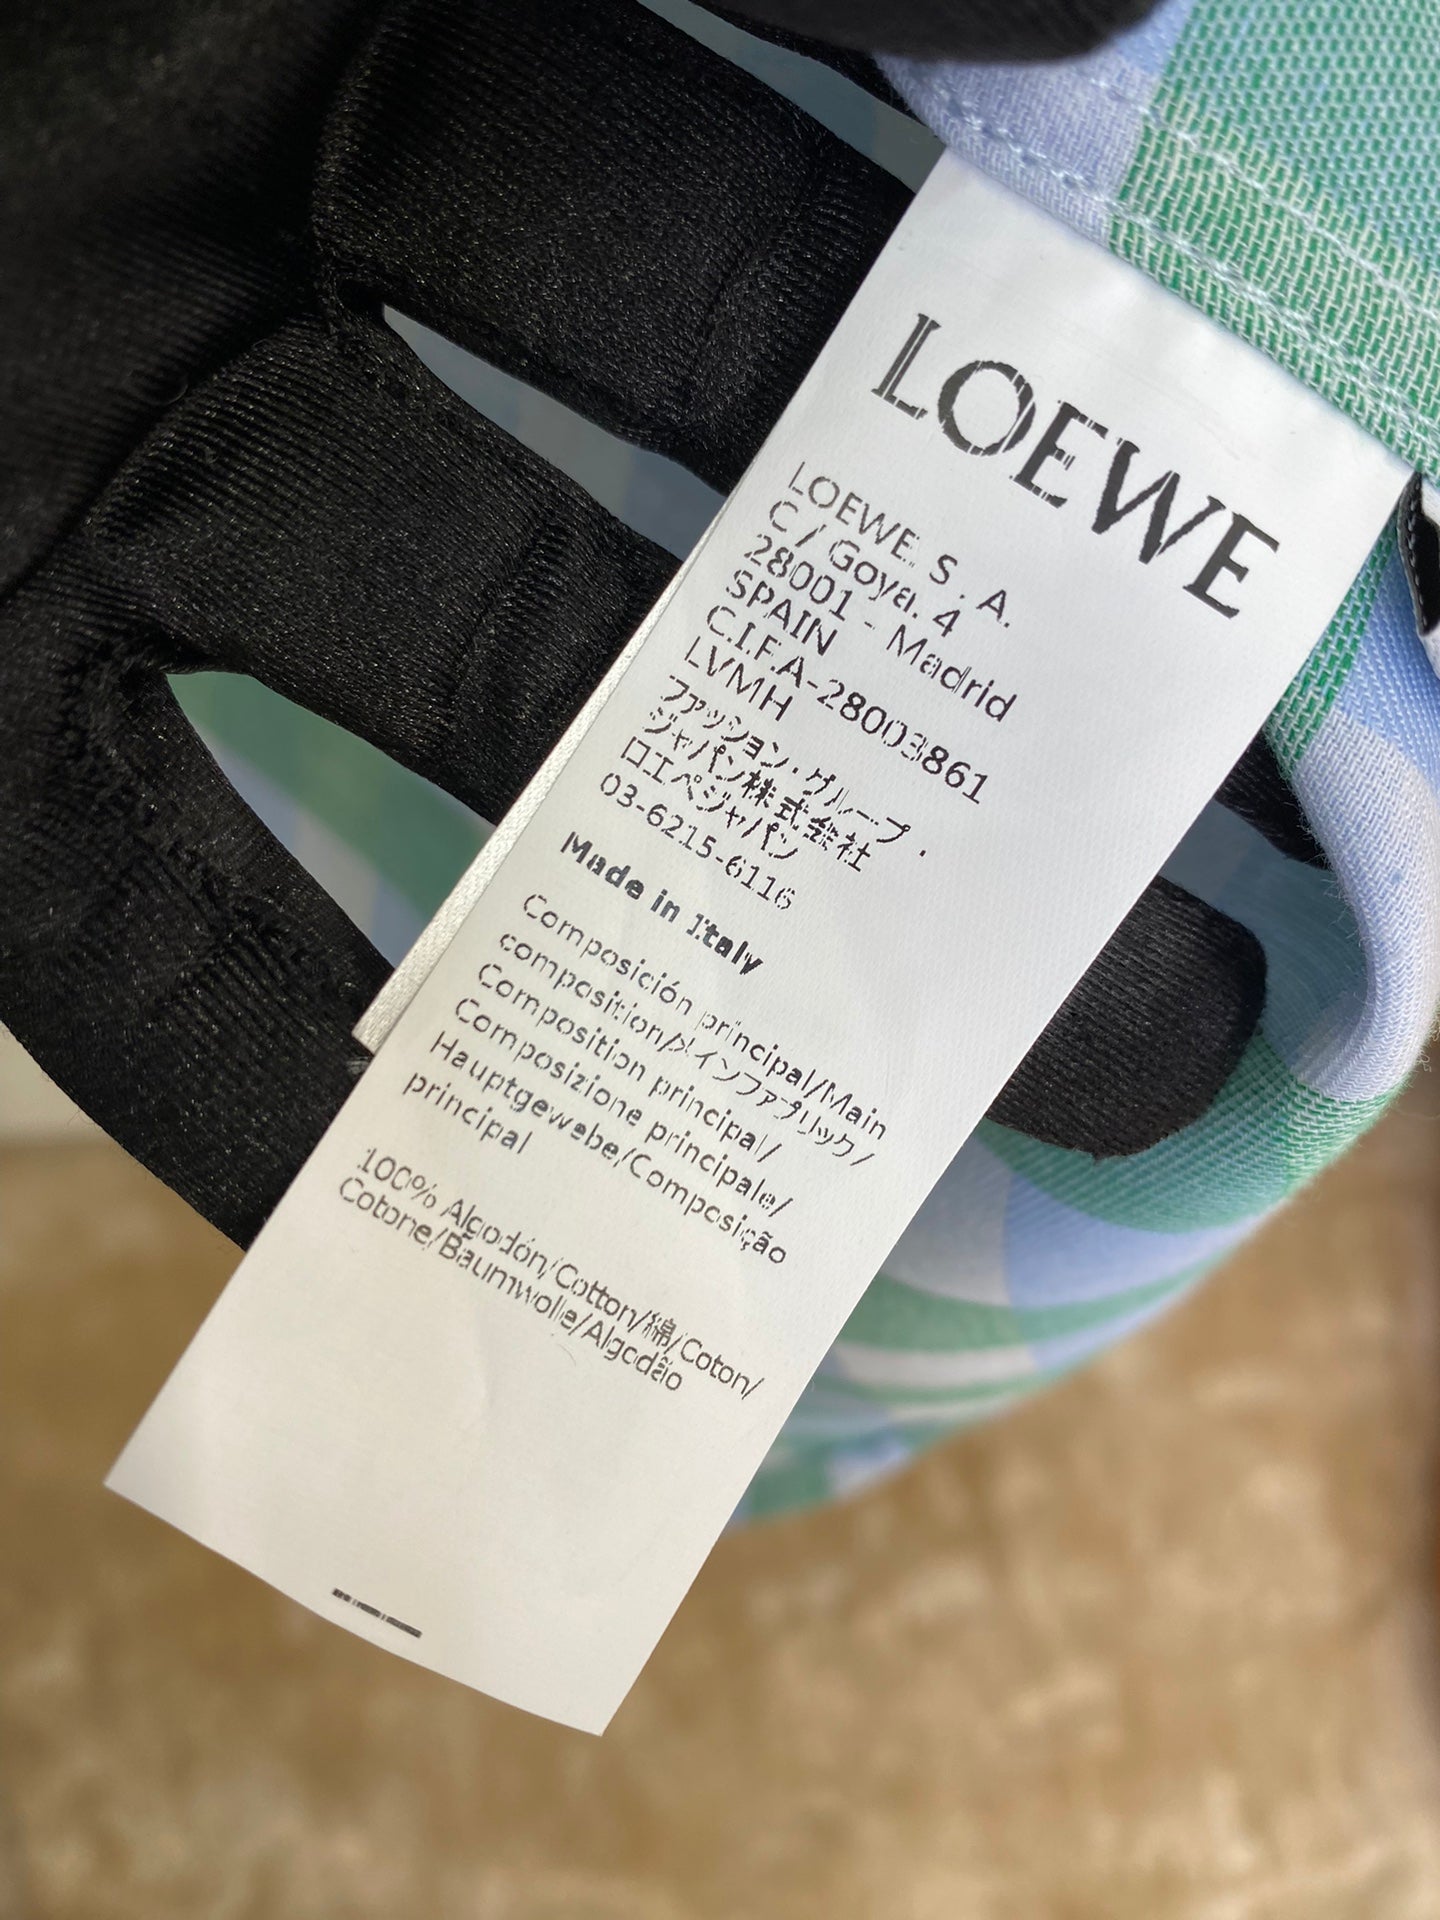 LOEWE
LOEWE S. A.
C / Goya. 4
28001 - Madrid
SPAIN
C.I.F.A-28003861
LVMH
ファッション・グループ・
ジャパン株式会社
ロエベジャパン
03-6215-6116
Made in Italy
Composición principal/Main
composition/メインファブリック/
Composition principal/
Composizione principale/
Hauptgewebe/Composição
principal
100% Algodón/Cotton/綿/Coton/
Cotone/Baumwolle/Algodão